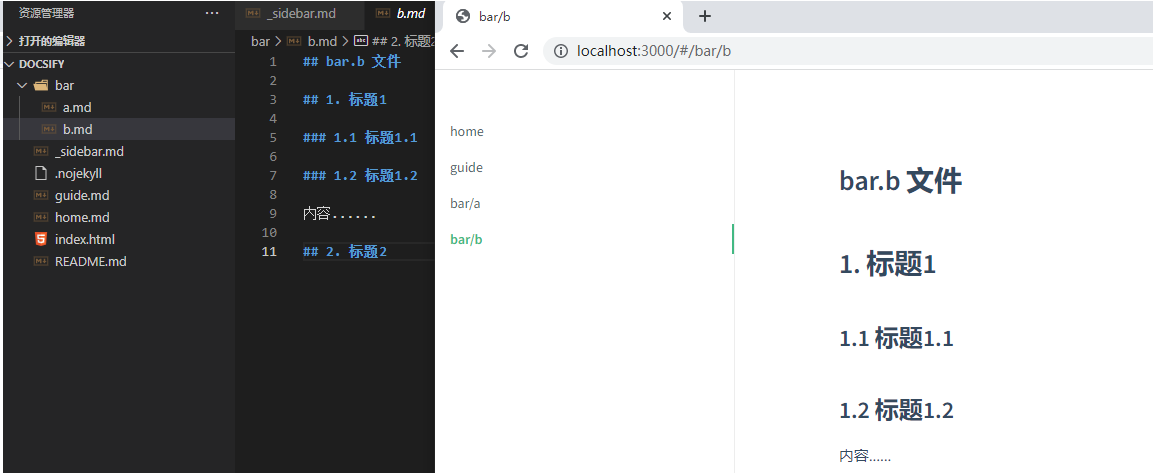 资源管理器 ···
打开的编辑器
DOCSIFY
bar
a.md
b.md
_sidebar.md
.nojekyll
guide.md
home.md
index.html
README.md
_sidebar.md b.md
bar > b.md > ## 2. 标题2
1 ## bar.b 文件
2
3 ## 1. 标题1
4
5 ### 1.1 标题1.1
6
7 ### 1.2 标题1.2
8
9 内容......
10
11 ## 2. 标题2
bar/b
localhost:3000/#/bar/b
home
guide
bar/a
bar/b
bar.b 文件
1. 标题1
1.1 标题1.1
1.2 标题1.2
内容......